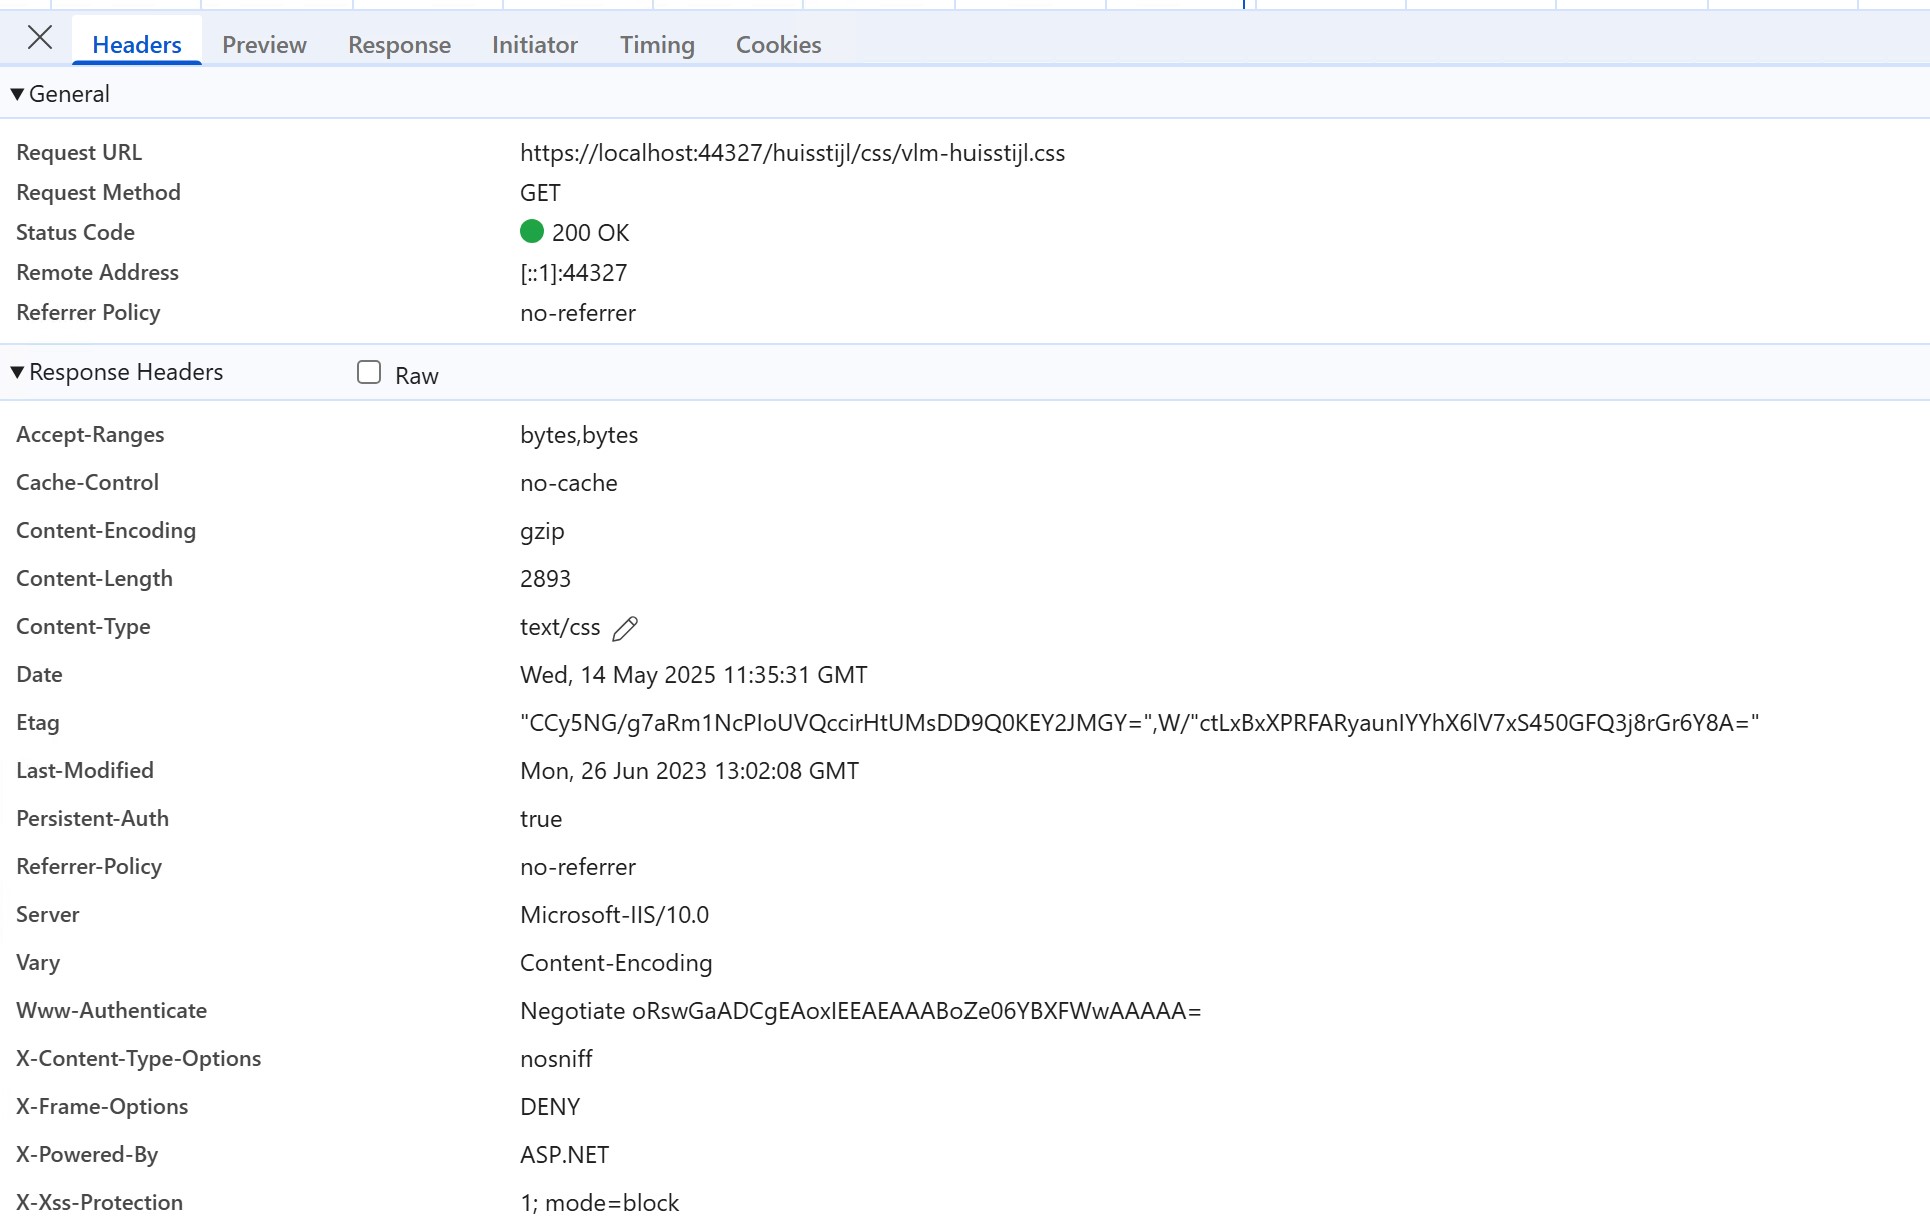 Headers Preview Response Initiator Timing Cookies
General
Request URL https://localhost:44327/huisstijl/css/vlm-huisstijl.css
Request Method GET
Status Code 200 OK
Remote Address [::1]:44327
Referrer Policy no-referrer
Response Headers Raw
Accept-Ranges bytes,bytes
Cache-Control no-cache
Content-Encoding gzip
Content-Length 2893
Content-Type text/css
Date Wed, 14 May 2025 11:35:31 GMT
Etag "CCy5NG/g7aRm1NcPIoUVQccirHtUMsDD9Q0KEY2JMGY=",W/"ctLxBxXPRFARyaunIYYhX6lV7xS450GFQ3j8rGr6Y8A="
Last-Modified Mon, 26 Jun 2023 13:02:08 GMT
Persistent-Auth true
Referrer-Policy no-referrer
Server Microsoft-IIS/10.0
Vary Content-Encoding
Www-Authenticate Negotiate oRswGaADCgEAoxIEEAEAAABoZe06YBXFWwAAAAA=
X-Content-Type-Options nosniff
X-Frame-Options DENY
X-Powered-By ASP.NET
X-Xss-Protection 1; mode=block